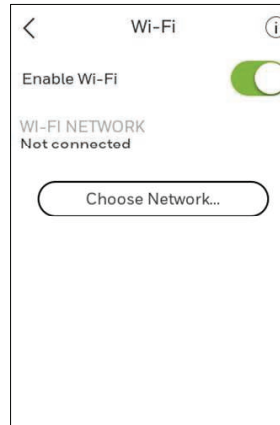 Wi-Fi
Enable Wi-Fi
WI-FI NETWORK
Not connected
Choose Network...